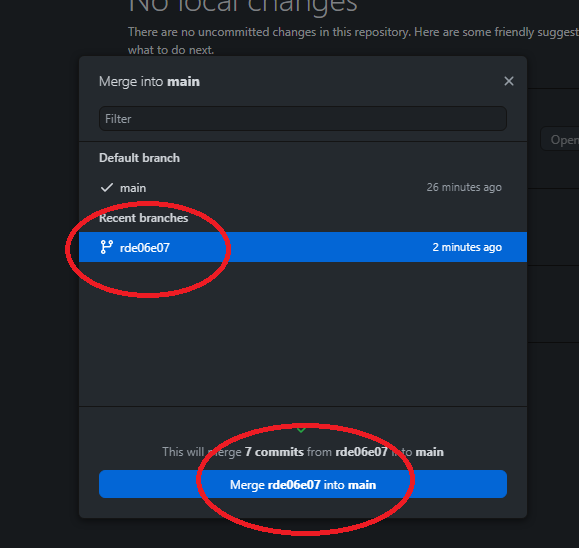 No local changes
There are no uncommitted changes in this repository. Here are some friendly suggest
what to do next.
Merge into main
Filter
Open
Default branch
main
26 minutes ago
Recent branches
rde06e07
2 minutes ago
This will merge 7 commits from rde06e07 into main
Merge rde06e07 into main